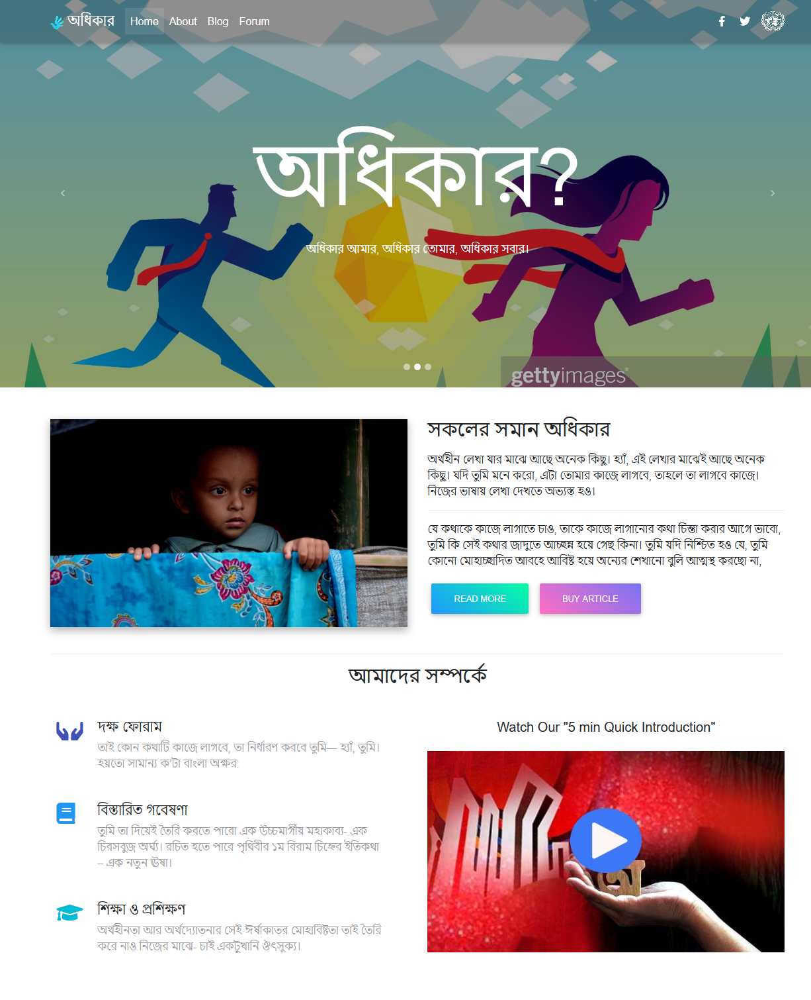 অধিকার Home About Blog Forum
অধিকার?
অধিকার আমার, অধিকার তোমার, অধিকার সবার।
gettyimages®
সকলের সমান অধিকার
অর্থহীন লেখা যার মাঝে আছে অনেক কিছু। হ্যাঁ, এই লেখার মাঝেই আছে অনেক
কিছু। যদি তুমি মনে করো, এটা তোমার কাজে লাগবে, তাহলে তা লাগবে কাজে।
নিজের ভাষায় লেখা দেখতে অভ্যস্ত হও।
যে কথাকে কাজে লাগাতে চাও, তাকে কাজে লাগানোর কথা চিন্তা করার আগে ভাবো,
তুমি কি সেই কথার জাদুতে আচ্ছন্ন হয়ে গেছ কিনা। তুমি যদি নিশ্চিত হও যে, তুমি
কোনো মোহাচ্ছাদিত আবহে আবিষ্ট হয়ে অন্যের শেখানো বুলি আত্মস্থ করছো না,
READ MORE BUY ARTICLE
আমাদের সম্পর্কে
দক্ষ ফোরাম
তাই কোন কথাটি কাজে লাগবে, তা নির্ধারণ করবে তুমি— হ্যাঁ, তুমি।
হয়তো সামান্য ক'টা বাংলা অক্ষর:
বিস্তারিত গবেষণা
তুমি তা দিয়েই তৈরি করতে পারো এক উচ্চমার্গীয় মহাকাব্য- এক
চিরসবুজ অর্ঘ্য। রচিত হতে পারে পৃথিবীর ১ম বিরাম চিহ্নের ইতিকথা
– এক নতুন ঊষা।
শিক্ষা ও প্রশিক্ষণ
অর্থহীনতা আর অর্থদ্যোতনার সেই ঈর্ষাকাতর মোহাবিষ্টতা তাই তৈরি
করে নাও নিজের মাঝে- চাই একটুখানি ঔৎসুক্য।
Watch Our "5 min Quick Introduction"
অ